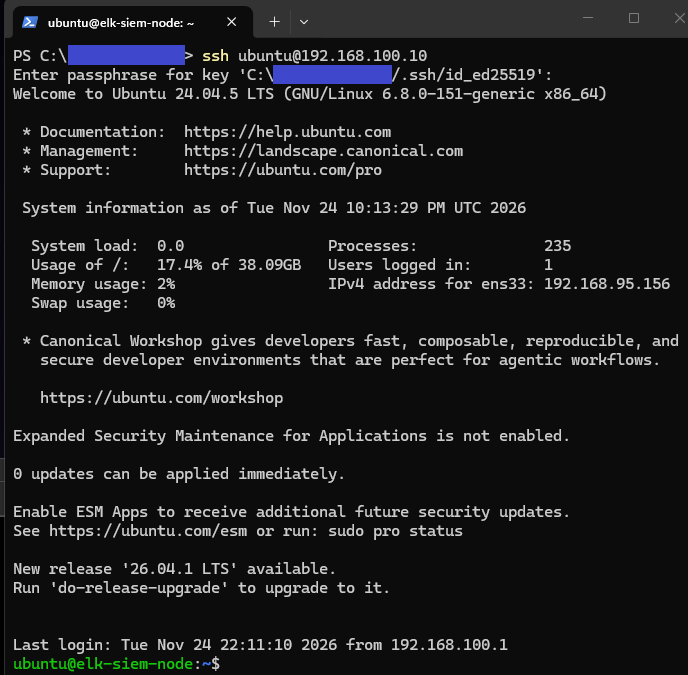 ubuntu@elk-siem-node: ~
PS C:\> ssh ubuntu@192.168.100.10
Enter passphrase for key 'C:\/.ssh/id_ed25519':
Welcome to Ubuntu 24.04.5 LTS (GNU/Linux 6.8.0-151-generic x86_64)
* Documentation:  https://help.ubuntu.com
* Management:     https://landscape.canonical.com
* Support:        https://ubuntu.com/pro
System information as of Tue Nov 24 10:13:29 PM UTC 2026
System load:  0.0                Processes:              235
Usage of /:   17.4% of 38.09GB   Users logged in:        1
Memory usage: 2%                 IPv4 address for ens33: 192.168.95.156
Swap usage:   0%
* Canonical Workshop gives developers fast, composable, reproducible, and
secure developer environments that are perfect for agentic workflows.
https://ubuntu.com/workshop
Expanded Security Maintenance for Applications is not enabled.
0 updates can be applied immediately.
Enable ESM Apps to receive additional future security updates.
See https://ubuntu.com/esm or run: sudo pro status
New release '26.04.1 LTS' available.
Run 'do-release-upgrade' to upgrade to it.
Last login: Tue Nov 24 22:11:10 2026 from 192.168.100.1
ubuntu@elk-siem-node:~$